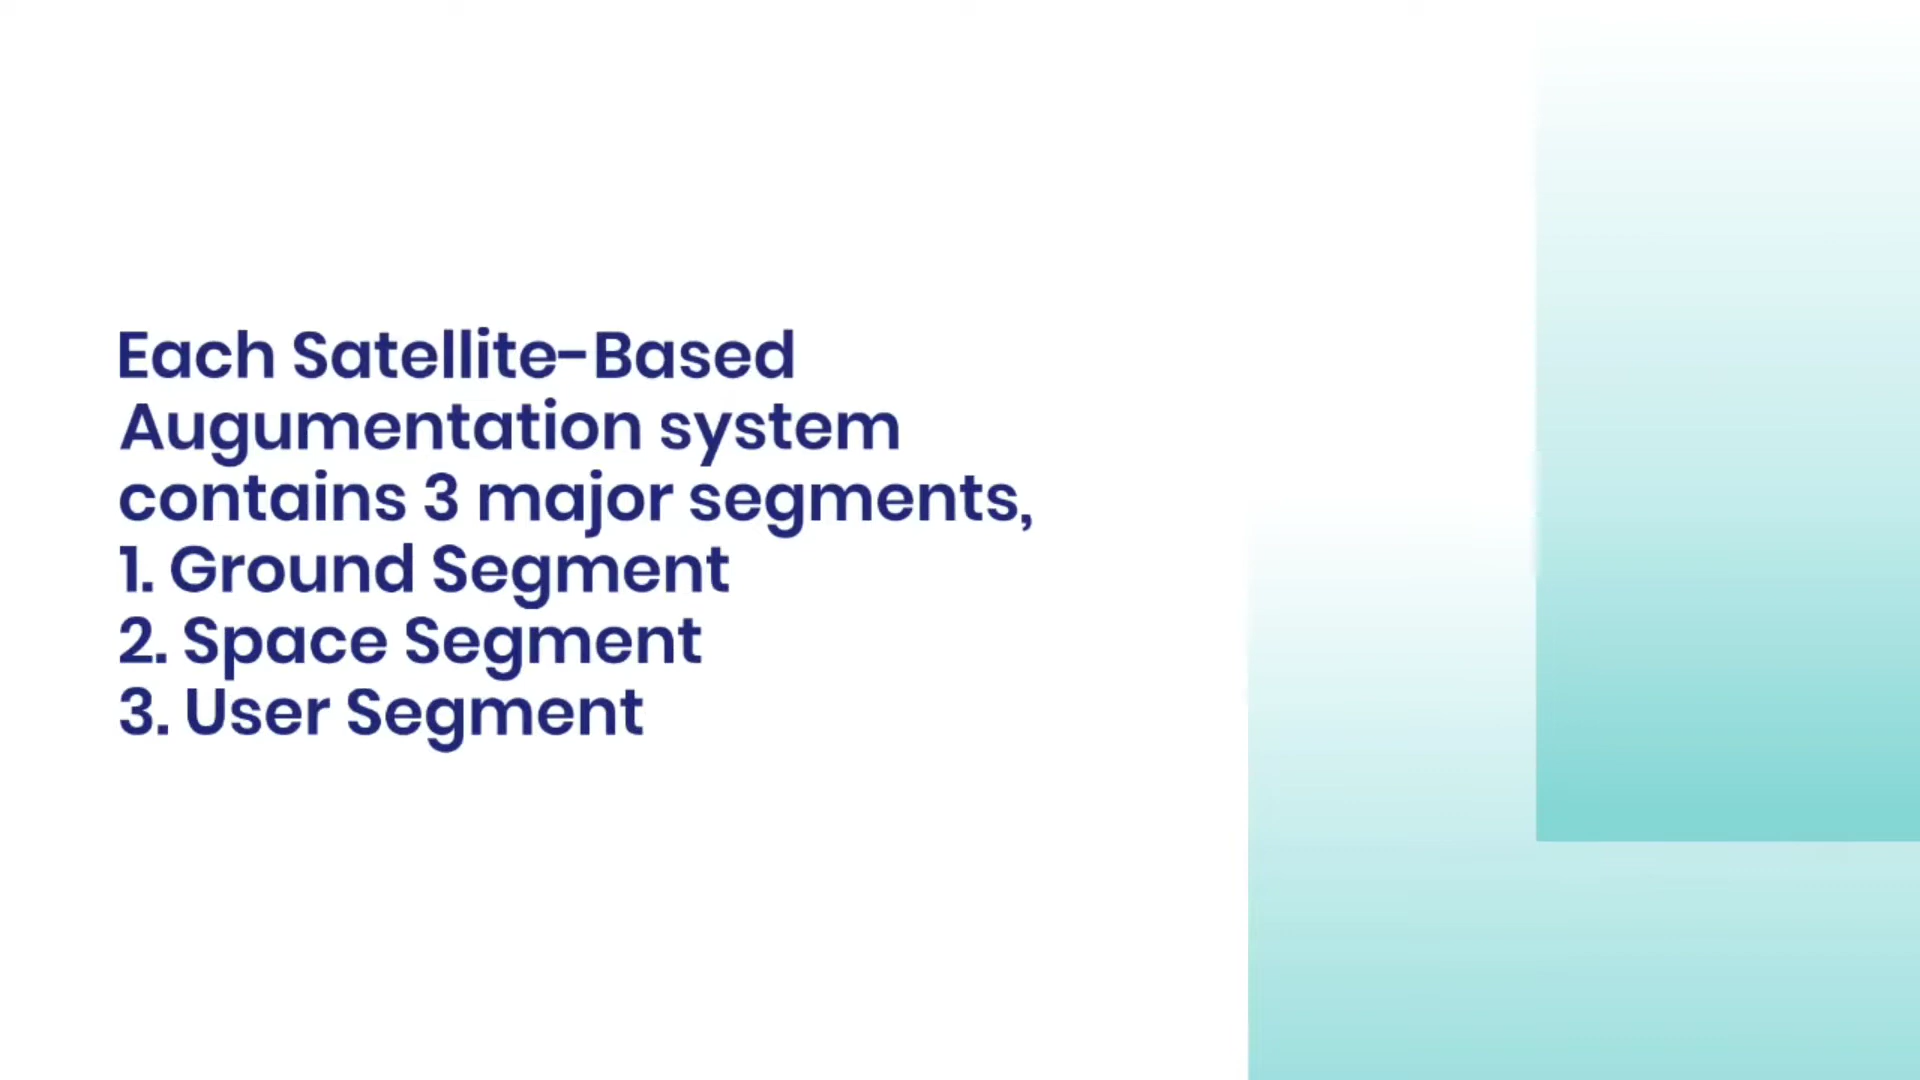 Each Satellite-Based
Augumentation system
contains 3 major segments,
1. Ground Segment
2. Space Segment
3. User Segment